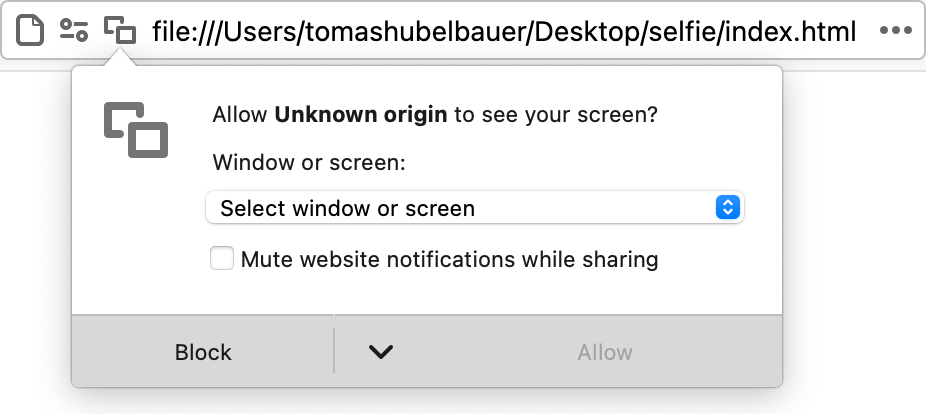 file:///Users/tomashubelbauer/Desktop/selfie/index.html
Allow Unknown origin to see your screen?
Window or screen:
Select window or screen
Mute website notifications while sharing
Block
Allow